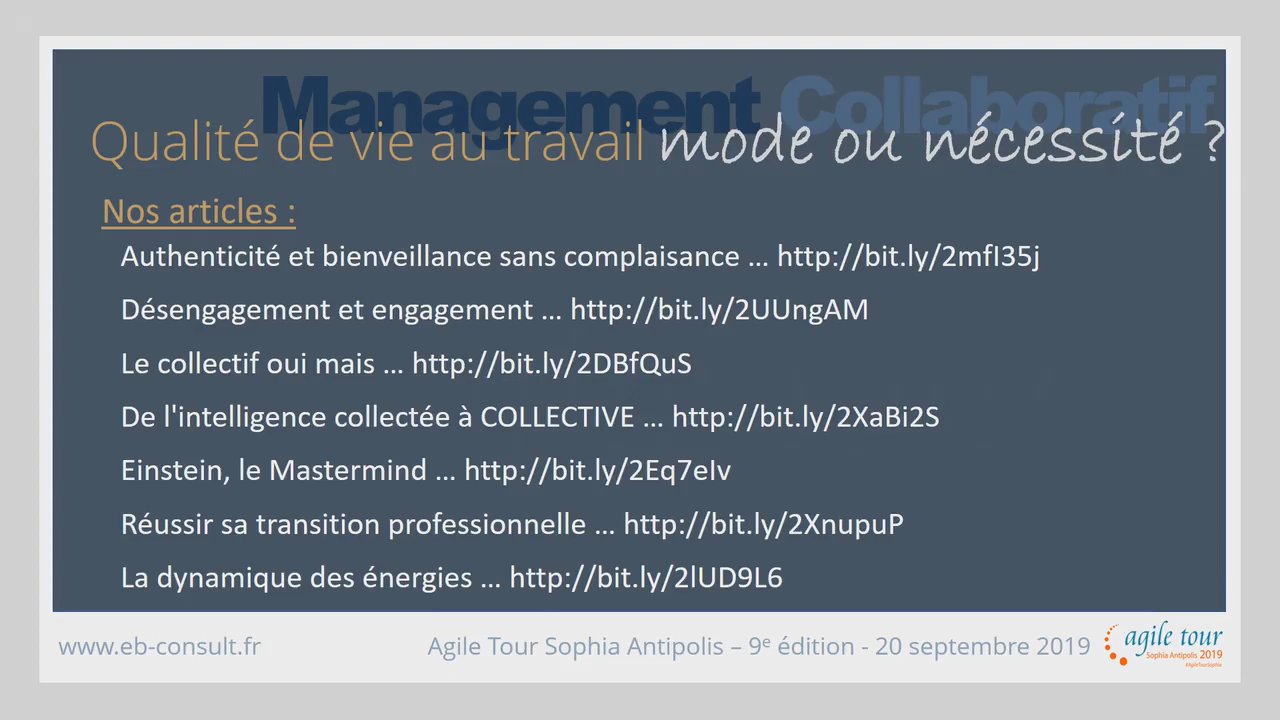 Management Collaboratif
Qualité de vie au travail mode ou nécessité ?
Nos articles :
Authenticité et bienveillance sans complaisance ... http://bit.ly/2mfI35j
Désengagement et engagement ... http://bit.ly/2UUngAM
Le collectif oui mais ... http://bit.ly/2DBfQuS
De l'intelligence collectée à COLLECTIVE ... http://bit.ly/2XaBi2S
Einstein, le Mastermind ... http://bit.ly/2Eq7eIv
Réussir sa transition professionnelle ... http://bit.ly/2XnupuP
La dynamique des énergies ... http://bit.ly/2lUD9L6
www.eb-consult.fr
Agile Tour Sophia Antipolis – 9e édition - 20 septembre 2019
agile tour
Sophia Antipolis 2019
#AgileTourSophia